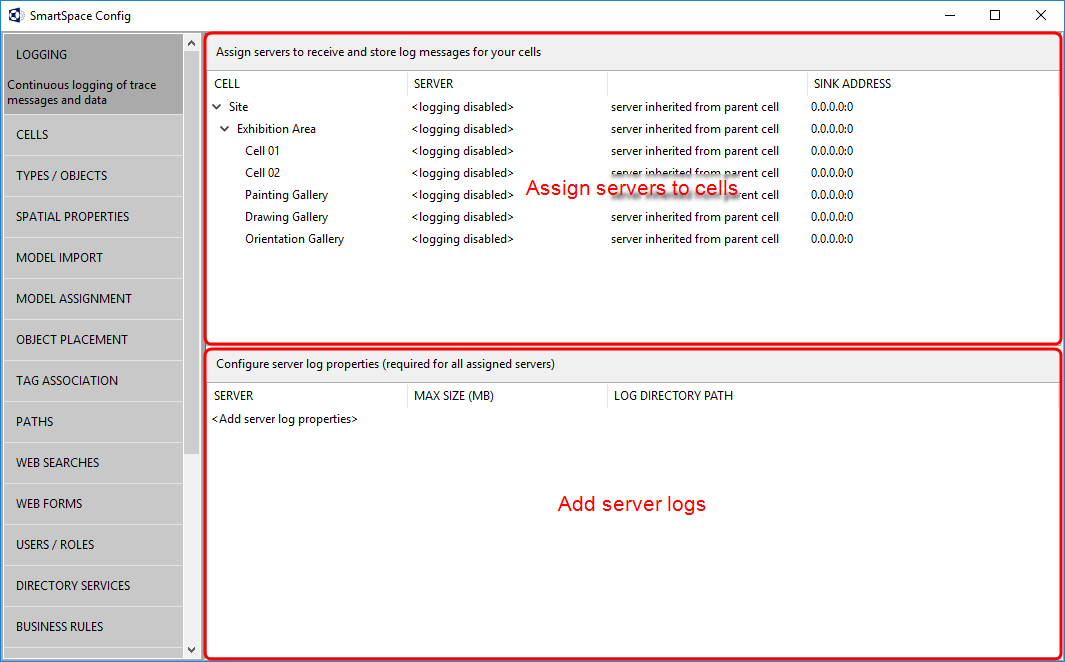 SmartSpace Config
LOGGING
Continuous logging of trace
messages and data
CELLS
TYPES / OBJECTS
SPATIAL PROPERTIES
MODEL IMPORT
MODEL ASSIGNMENT
OBJECT PLACEMENT
TAG ASSOCIATION
PATHS
WEB SEARCHES
WEB FORMS
USERS / ROLES
DIRECTORY SERVICES
BUSINESS RULES
Assign servers to receive and store log messages for your cells
CELL SERVER SINK ADDRESS
Site <logging disabled> server inherited from parent cell 0.0.0.0:0
Exhibition Area <logging disabled> server inherited from parent cell 0.0.0.0:0
Cell 01 <logging disabled> server inherited from parent cell 0.0.0.0:0
Cell 02 <logging disabled> server inherited from parent cell 0.0.0.0:0
Assign servers to cells
Painting Gallery <logging disabled> server inherited from parent cell 0.0.0.0:0
Drawing Gallery <logging disabled> server inherited from parent cell 0.0.0.0:0
Orientation Gallery <logging disabled> server inherited from parent cell 0.0.0.0:0
Configure server log properties (required for all assigned servers)
SERVER MAX SIZE (MB) LOG DIRECTORY PATH
<Add server log properties>
Add server logs